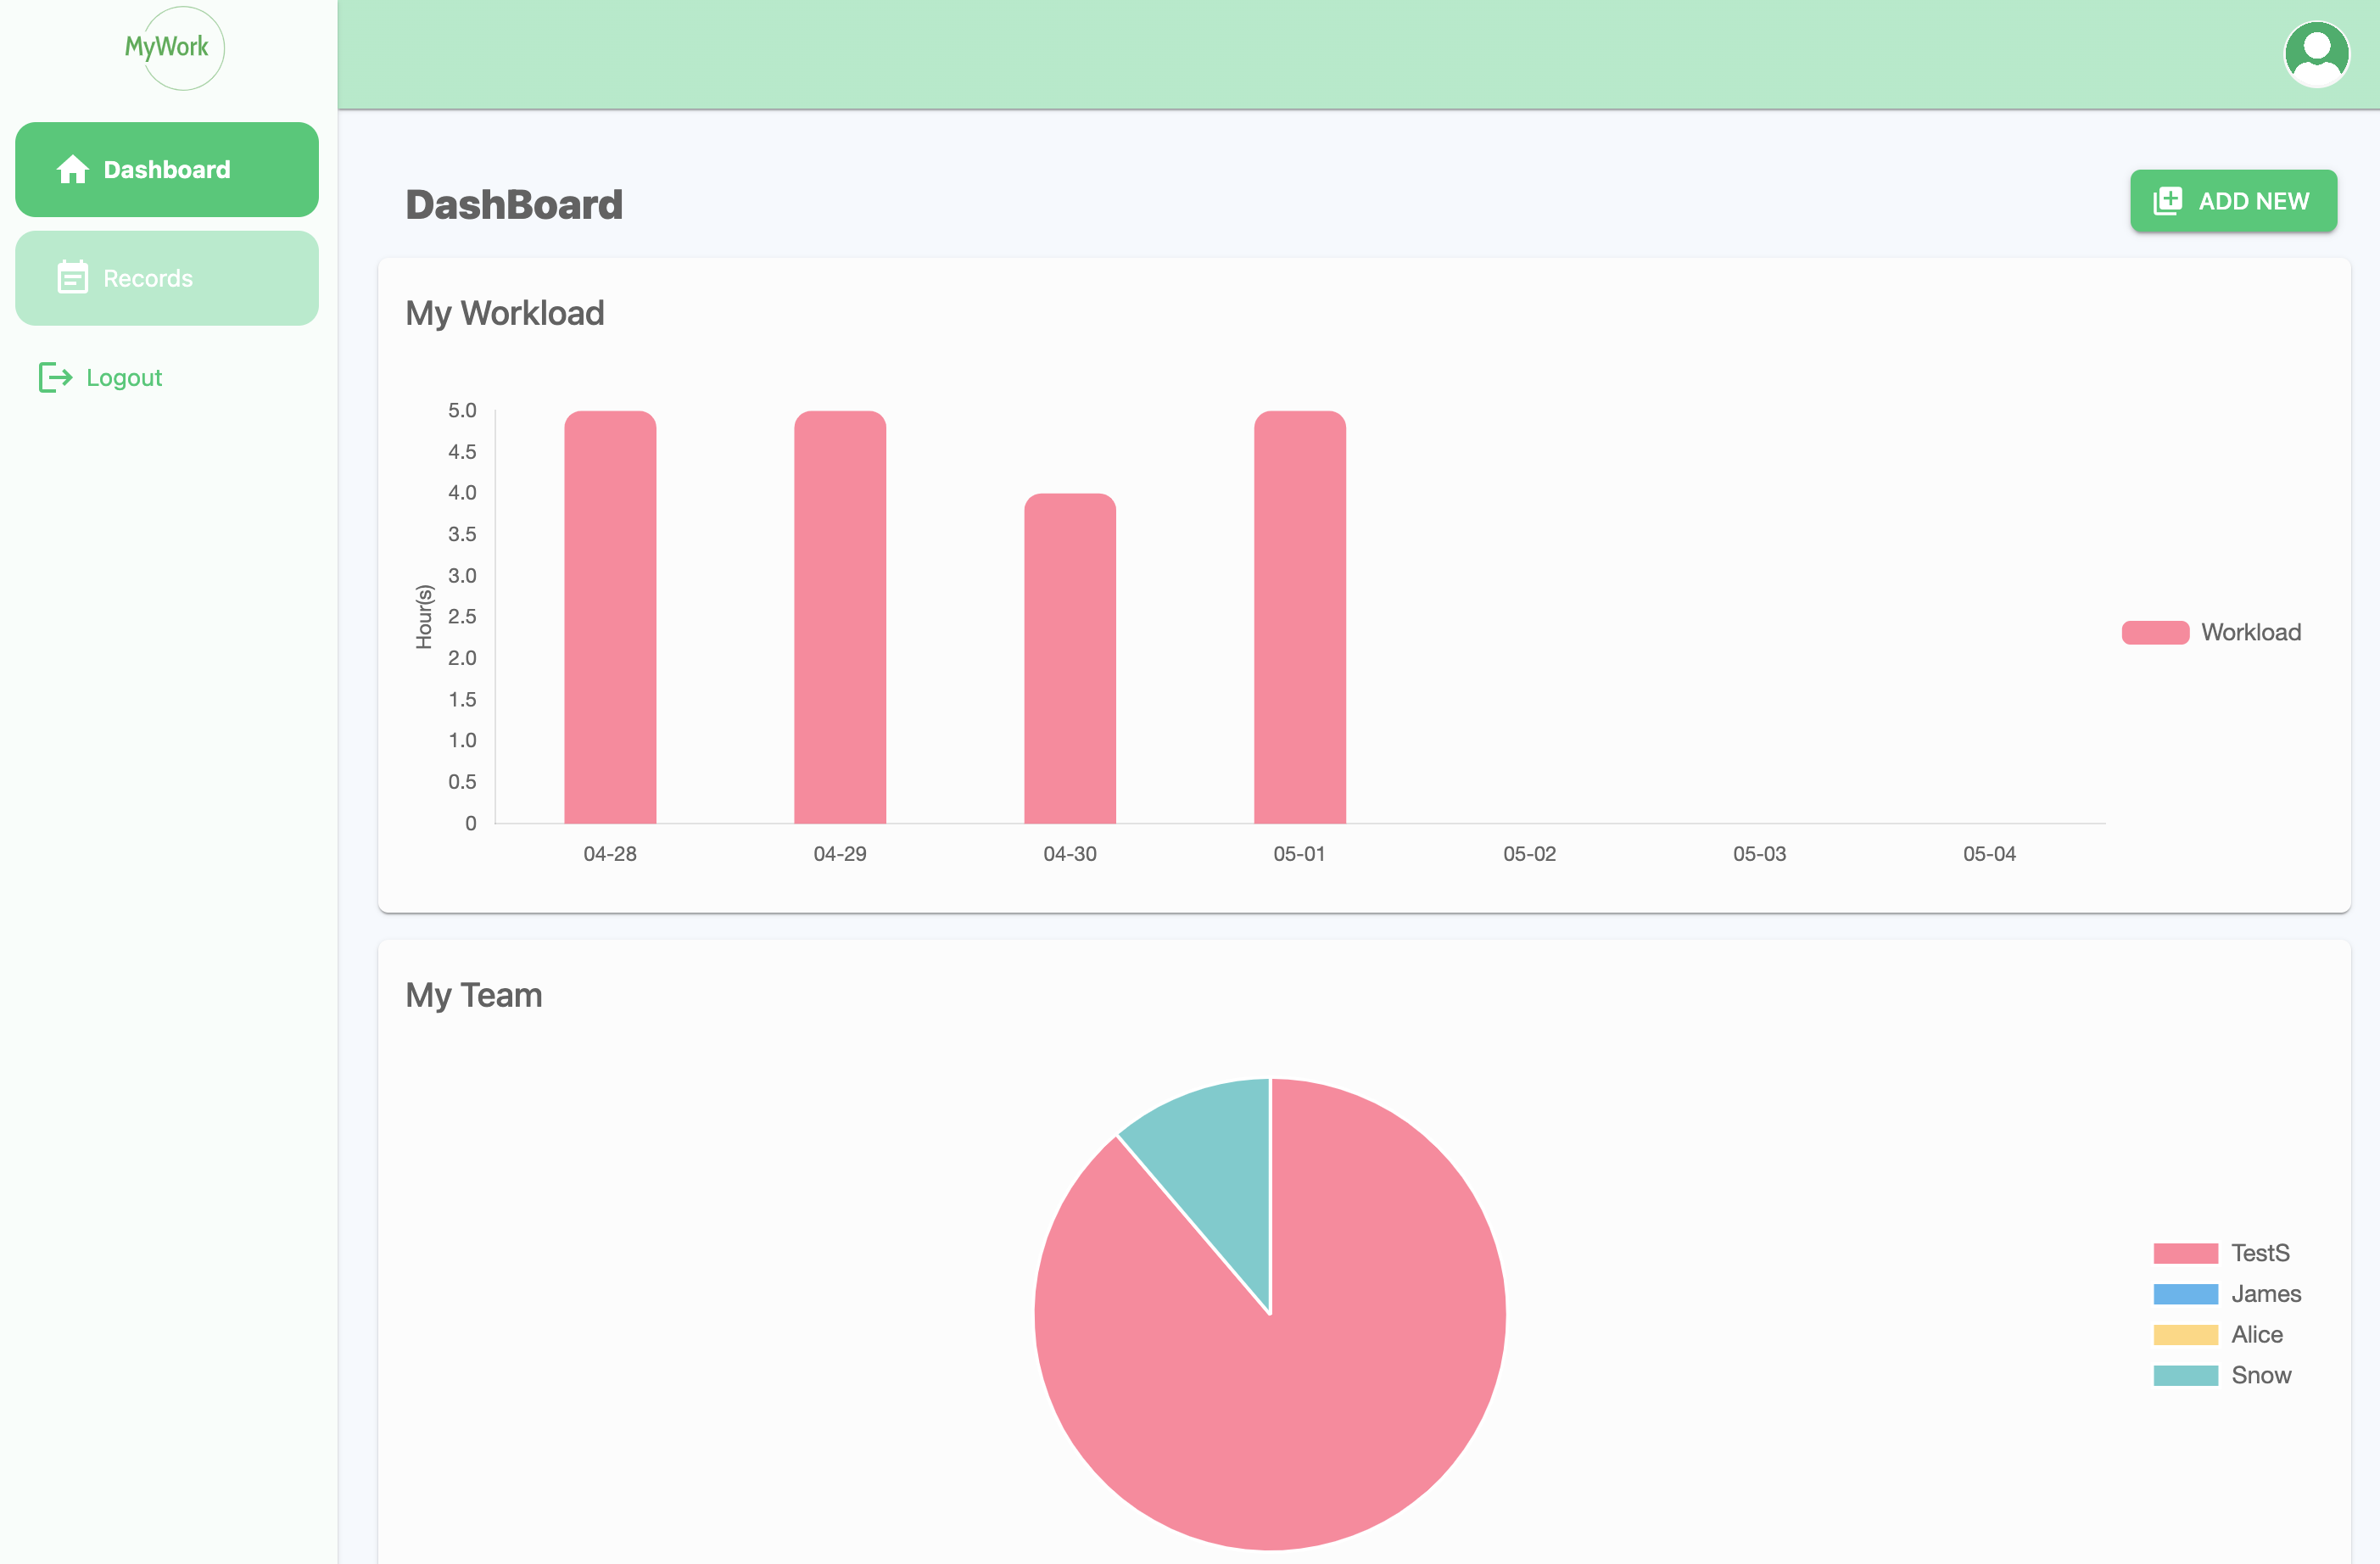 MyWork
Dashboard
Records
Logout
DashBoard
ADD NEW
My Workload
Hour(s)
5.0
4.5
4.0
3.5
3.0
2.5
2.0
1.5
1.0
0.5
0
04-28 04-29 04-30 05-01 05-02 05-03 05-04
Workload
My Team
TestS
James
Alice
Snow